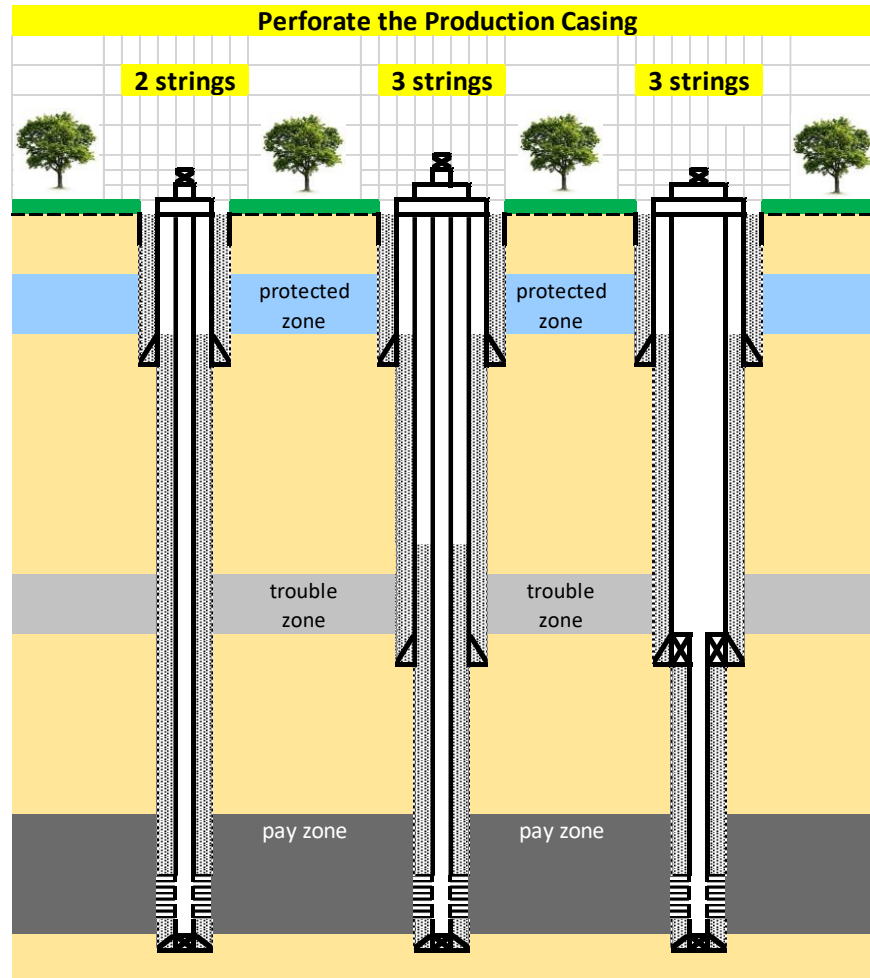 Perforate the Production Casing
2 strings
3 strings
3 strings
protected
zone
protected
zone
trouble
zone
trouble
zone
pay zone
pay zone